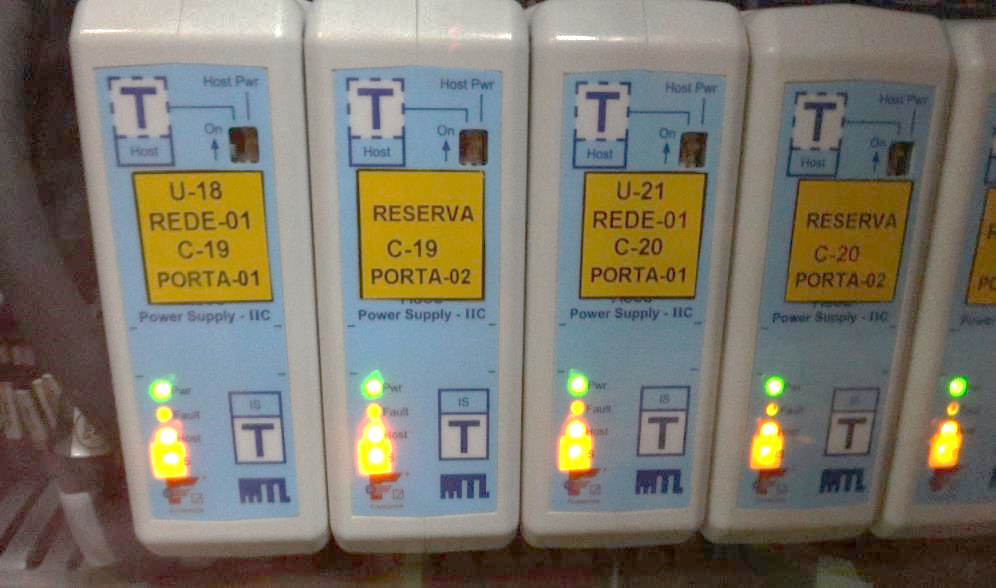 Host Pwr
T
On
Host
U-18
REDE-01
C-19
PORTA-01
Power Supply - IIC
Pwr
Fault
Host
IS
IS
T
MTL
Host Pwr
T
On
Host
RESERVA
C-19
PORTA-02
Power Supply - IIC
Pwr
Fault
Host
IS
T
MTL
Host Pwr
T
On
Host
U-21
REDE-01
C-20
PORTA-01
Power Supply - IIC
Pwr
Fault
Host
IS
T
MTL
Host Pwr
T
On
Host
RESERVA
C-20
PORTA-02
Power Supply - IIC
Pwr
Fault
IS
T
MTL